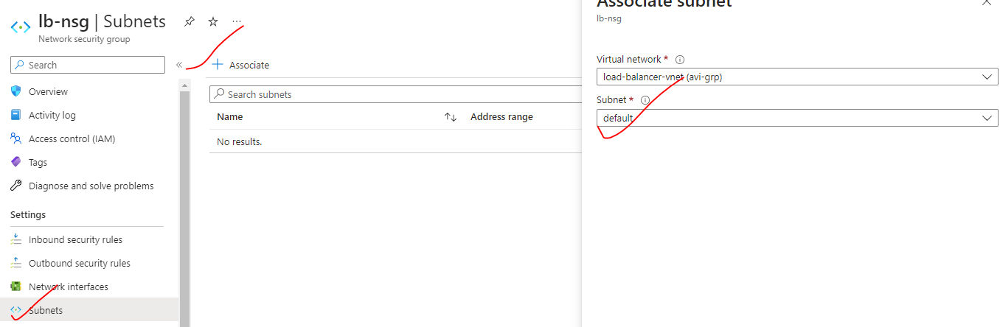 lb-nsg | Subnets
Network security group
Search
Overview
Activity log
Access control (IAM)
Tags
Diagnose and solve problems
Settings
Inbound security rules
Outbound security rules
Network interfaces
Subnets
Associate
Search subnets
Name Address range
No results.
Associate subnet
lb-nsg
Virtual network *
load-balancer-vnet (avi-grp)
Subnet *
default